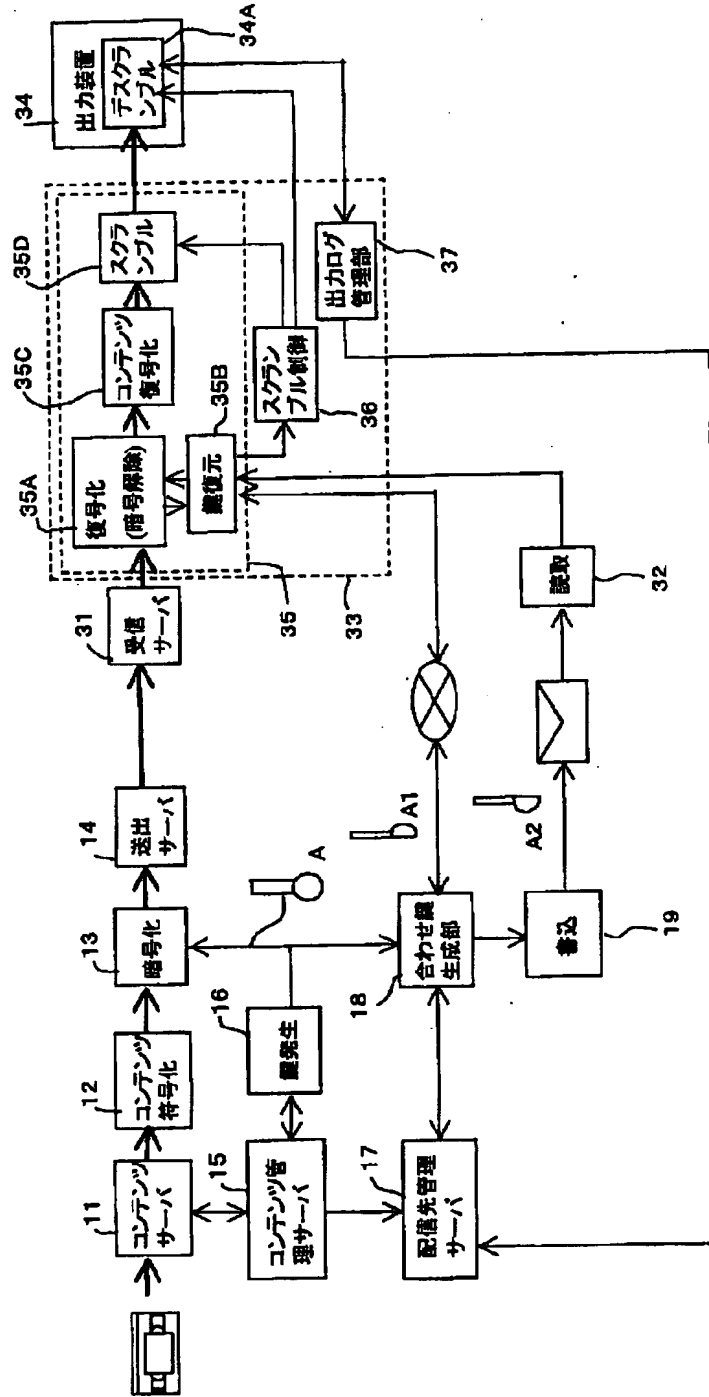 11
コンテンツ
サーバ
12
コンテンツ
符号化
13
暗号化
14
送出
サーバ
31
受信
サーバ
35A
復号化
(暗号解除)
35C
コンテンツ
復号化
35D
スクラ
ンブル
34
出力装置
デスクラ
ンブル
34A
15
コンテンツ管
理サーバ
16
鍵発生
A
35B
鍵復元
35
33
スクラン
ブル制御
36
出力ログ
管理部
37
17
配信先管理
サーバ
18
合わせ鍵
生成部
A1
A2
書込
19
読取
32